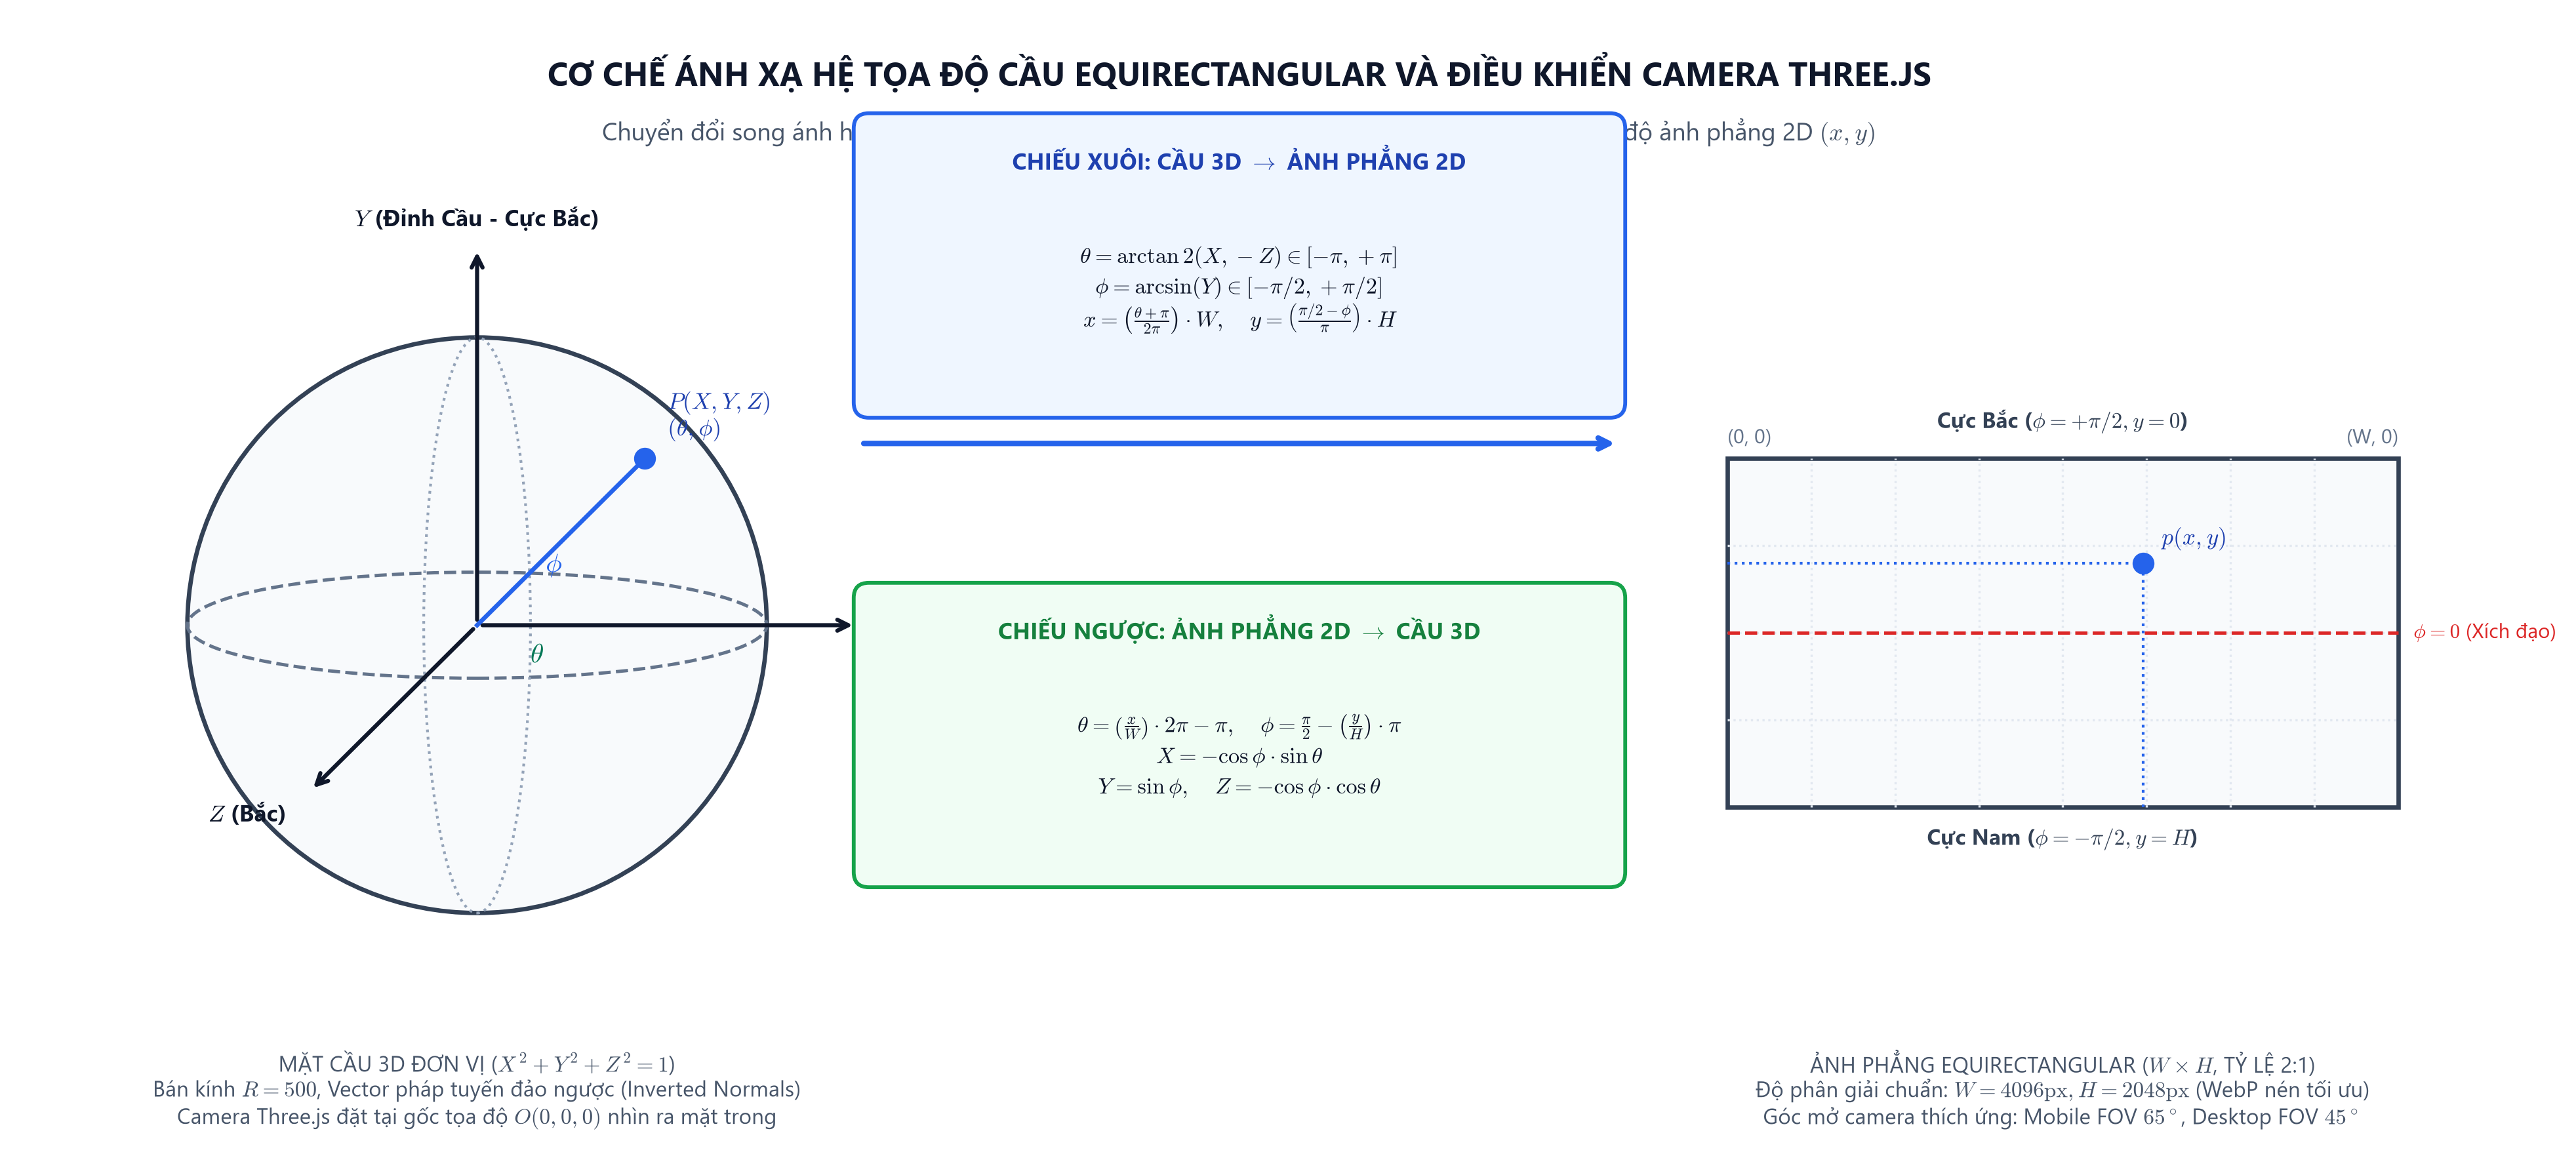 CƠ CHẾ ÁNH XẠ HỆ TỌA ĐỘ CẦU EQUIRECTANGULAR VÀ ĐIỀU KHIỂN CAMERA THREE.JS
Chuyển đổi song ánh
độ ảnh phẳng 2D (x, y)
CHIẾU XUÔI: CẦU 3D → ẢNH PHẲNG 2D
θ = arctan 2(X, −Z) ∈ [−π, +π]
ϕ = arcsin(Y) ∈ [−π/2, +π/2]
x = ((θ+π)/2π) · W, y = ((π/2−ϕ)/π) · H
Y (Đỉnh Cầu - Cực Bắc)
P(X, Y, Z)
(θ, ϕ)
ϕ
θ
Z (Bắc)
CHIẾU NGƯỢC: ẢNH PHẲNG 2D → CẦU 3D
θ = (x/W) · 2π − π, ϕ = π/2 − (y/H) · π
X = −cos ϕ · sin θ
Y = sin ϕ, Z = −cos ϕ · cos θ
Cực Bắc (ϕ = +π/2, y = 0)
(0, 0)
(W, 0)
p(x, y)
ϕ = 0 (Xích đạo)
Cực Nam (ϕ = −π/2, y = H)
MẶT CẦU 3D ĐƠN VỊ (X² + Y² + Z² = 1)
Bán kính R = 500, Vector pháp tuyến đảo ngược (Inverted Normals)
Camera Three.js đặt tại gốc tọa độ O(0, 0, 0) nhìn ra mặt trong
ẢNH PHẲNG EQUIRECTANGULAR (W × H, TỶ LỆ 2:1)
Độ phân giải chuẩn: W = 4096px, H = 2048px (WebP nén tối ưu)
Góc mở camera thích ứng: Mobile FOV 65°, Desktop FOV 45°